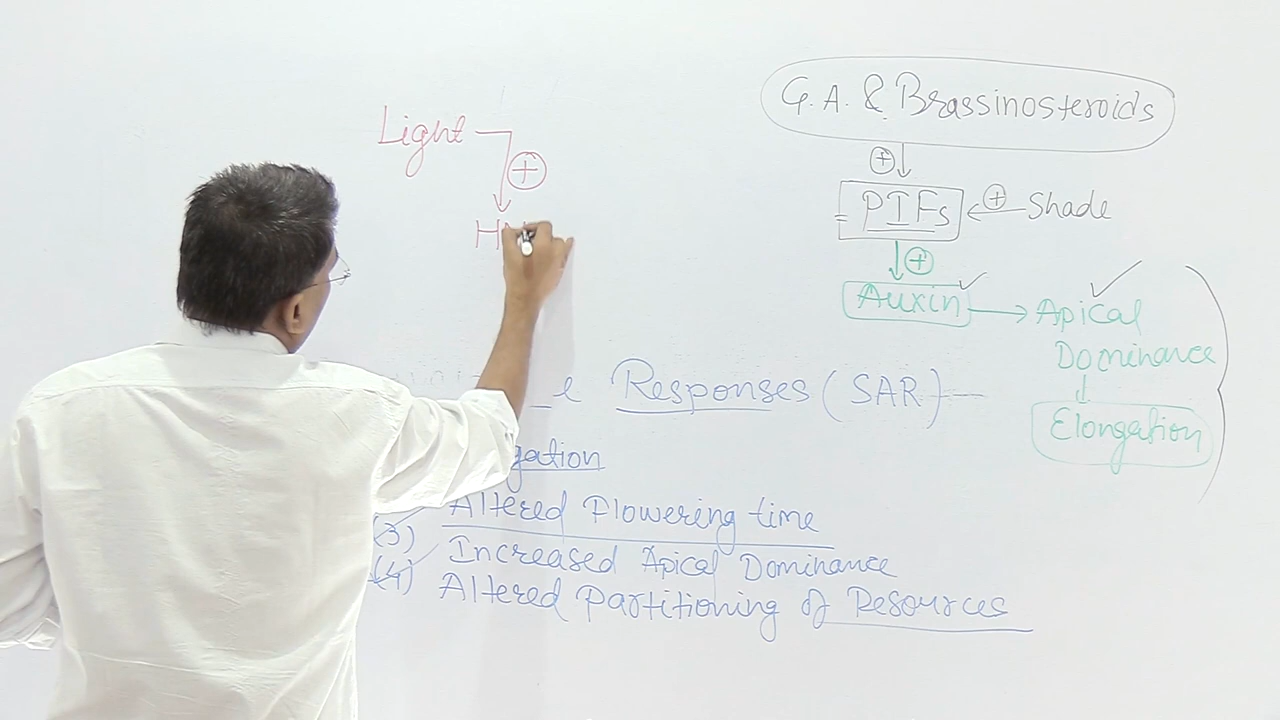 G.A. & Brassinosteroids
Light
+
+
PIFs
+
Shade
+
Auxin
Apical
Dominance
Elongation
Responses (SAR)
gation
(3)
Altered Flowering time
Increased Apical Dominance
(4)
Altered Partitioning of Resources